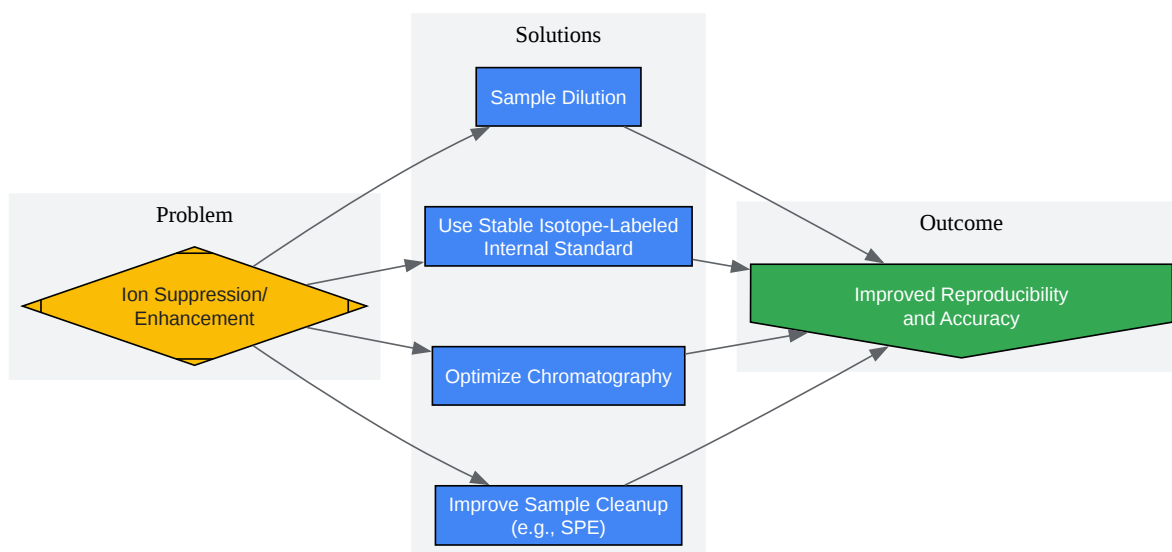 Problem
Ion Suppression/
Enhancement
Solutions
Sample Dilution
Use Stable Isotope-Labeled
Internal Standard
Optimize Chromatography
Improve Sample Cleanup
(e.g., SPE)
Outcome
Improved Reproducibility
and Accuracy